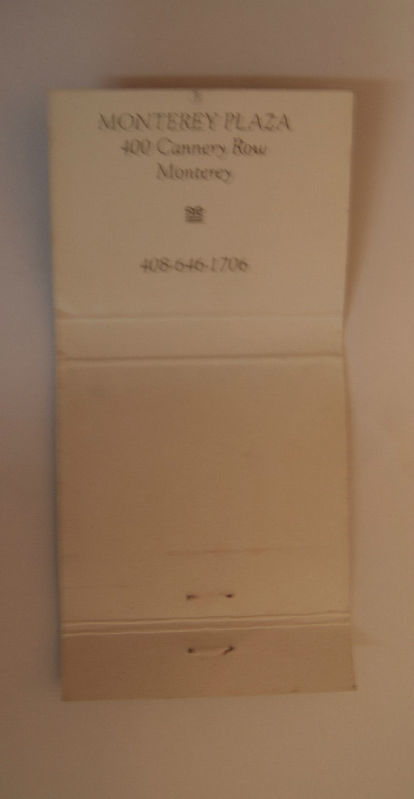 MONTEREY PLAZA
400 Cannery Row
Monterey
408-646-1706